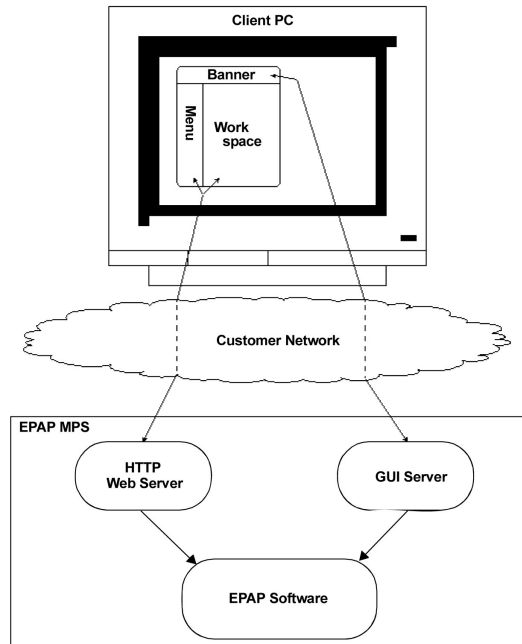 Client PC
Banner
Menu
Work
space
Customer Network
EPAP MPS
HTTP
Web Server
GUI Server
EPAP Software